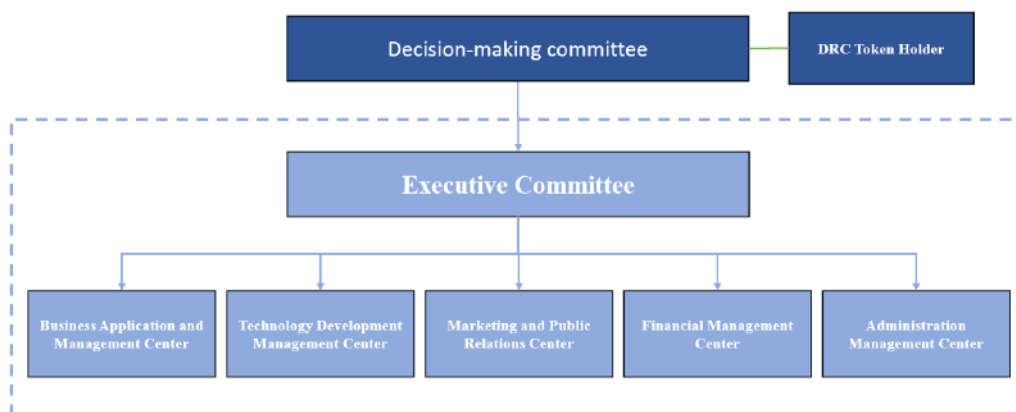 Decision-making committee
DRC Token Holder
Executive Committee
Business Application and
Management Center
Technology Development
Management Center
Marketing and Public
Relations Center
Financial Management
Center
Administration
Management Center